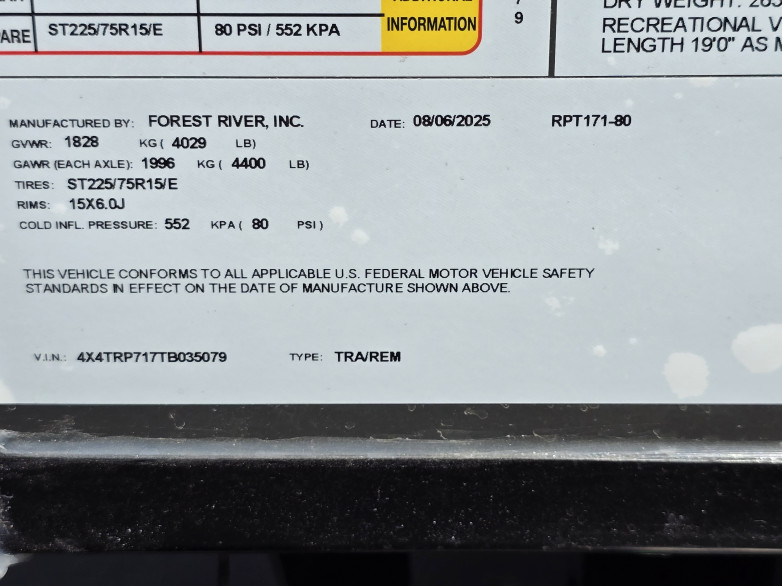 ST225/75R15/E 80 PSI / 552 KPA
INFORMATION
9
RECREATIONAL V
LENGTH 19'0" AS M
MANUFACTURED BY: FOREST RIVER, INC. DATE: 08/06/2025 RPT171-80
GVWR: 1828 KG ( 4029 LB)
GAWR (EACH AXLE): 1996 KG ( 4400 LB)
TIRES: ST225/75R15/E
RIMS: 15X6.0J
COLD INFL. PRESSURE: 552 KPA ( 80 PSI )
THIS VEHICLE CONFORMS TO ALL APPLICABLE U.S. FEDERAL MOTOR VEHICLE SAFETY
STANDARDS IN EFFECT ON THE DATE OF MANUFACTURE SHOWN ABOVE.
V.I.N.: 4X4TRP717TB035079 TYPE: TRA/REM